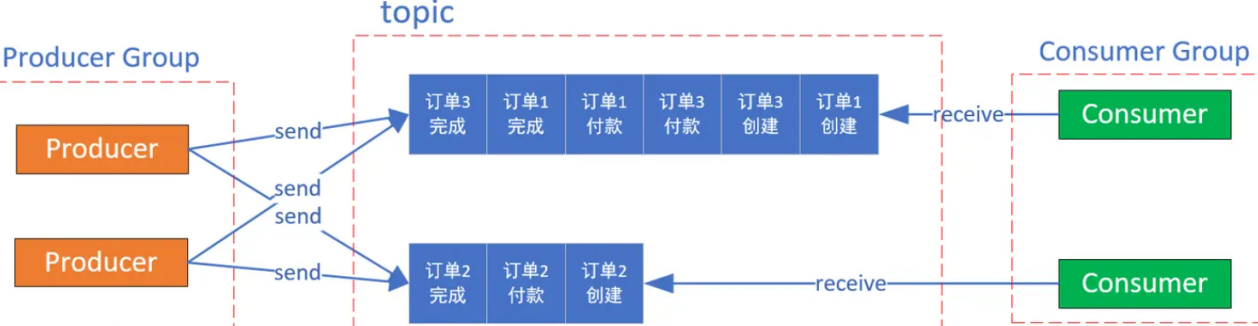 topic
Producer Group
Consumer Group
订单3 订单1 订单1 订单3 订单3 订单1
完成 完成 付款 付款 创建 创建
send
receive
Consumer
Producer
send
send
Producer
send
订单2 订单2 订单2
完成 付款 创建
receive
Consumer